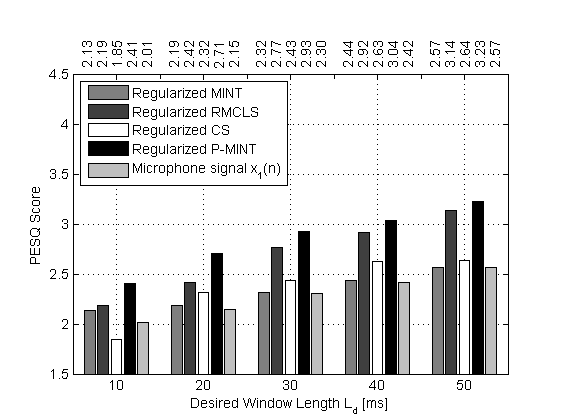 2.13 2.19 1.85 2.41 2.01 2.19 2.42 2.32 2.71 2.15 2.32 2.77 2.43 2.93 2.30 2.44 2.92 2.63 3.04 2.42 2.57 3.14 2.64 3.23 2.57
4.5
4
3.5
3
2.5
2
1.5
PESQ Score
Regularized MINT
Regularized RMCLS
Regularized CS
Regularized P-MINT
Microphone signal x1(n)
10 20 30 40 50
Desired Window Length Ld [ms]